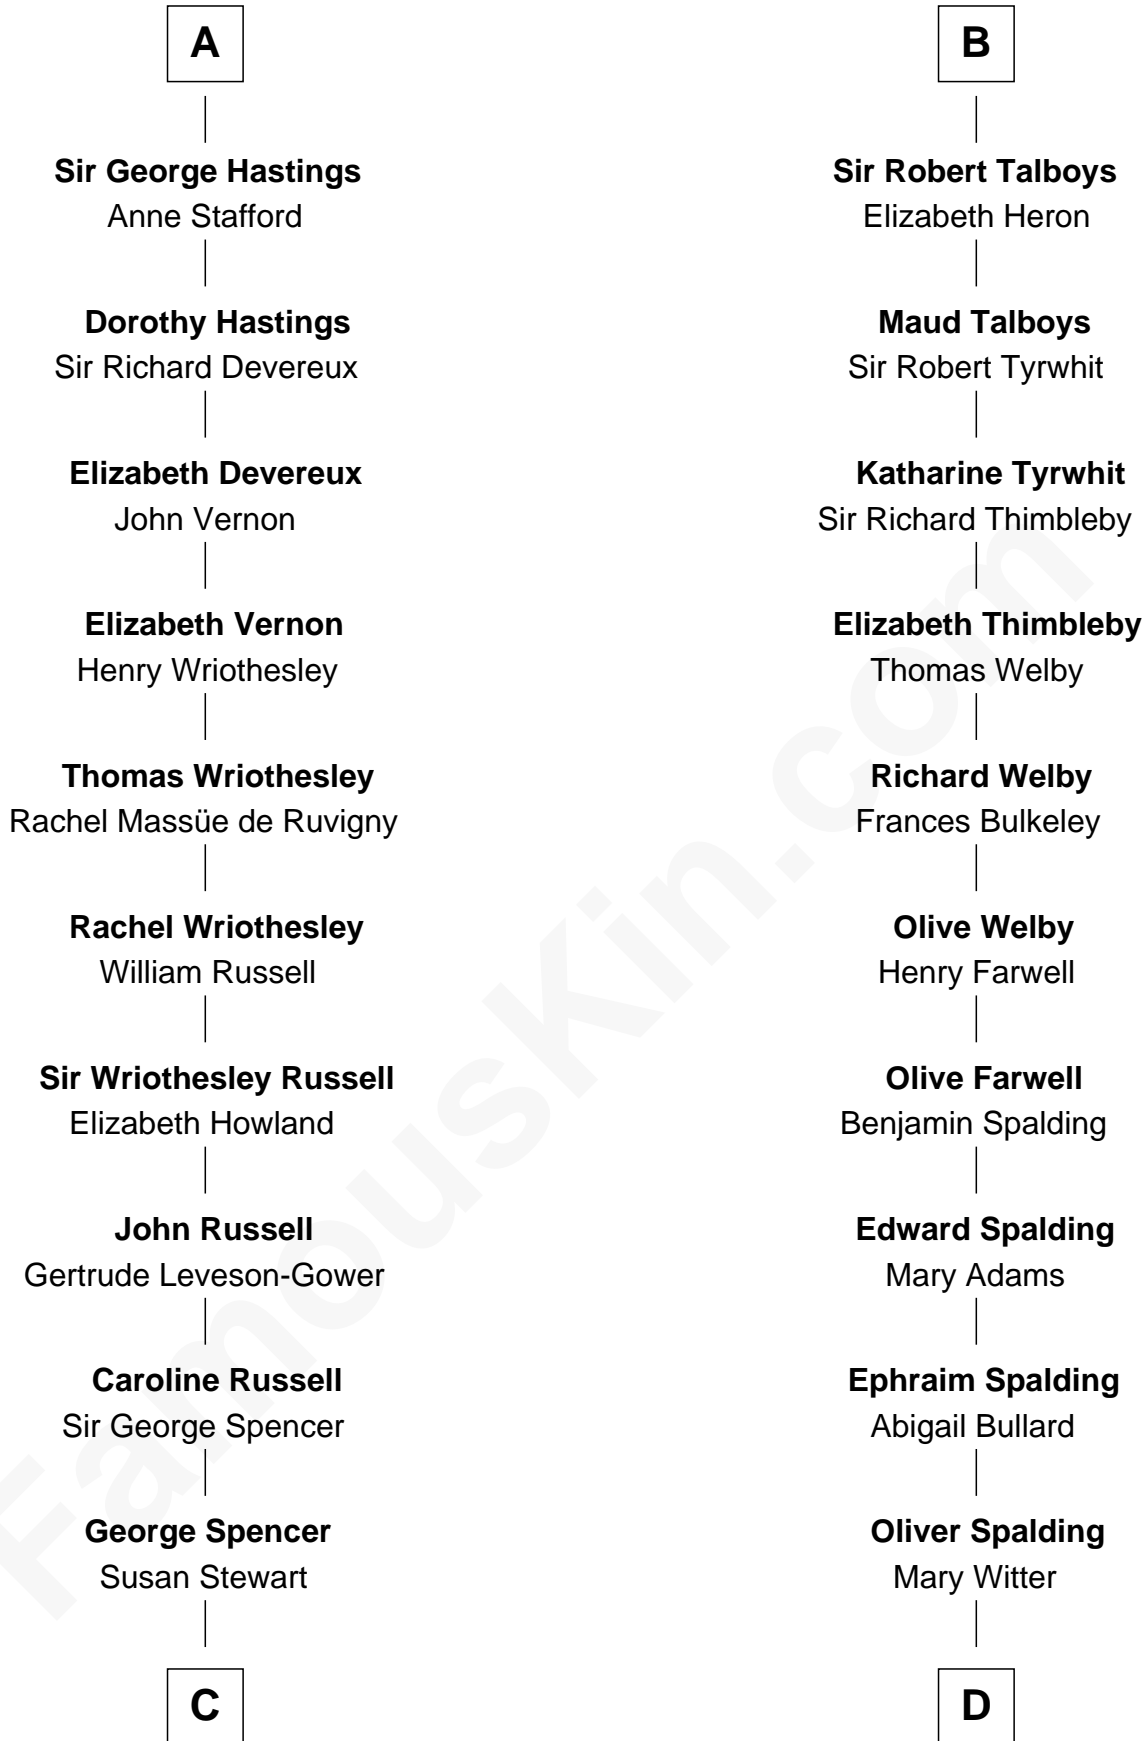 A
Sir George Hastings
Anne Stafford
Dorothy Hastings
Sir Richard Devereux
Elizabeth Devereux
John Vernon
Elizabeth Vernon
Henry Wriothesley
Thomas Wriothesley
Rachel Massüe de Ruvigny
Rachel Wriothesley
William Russell
Sir Wriothesley Russell
Elizabeth Howland
John Russell
Gertrude Leveson-Gower
Caroline Russell
Sir George Spencer
George Spencer
Susan Stewart
C
B
Sir Robert Talboys
Elizabeth Heron
Maud Talboys
Sir Robert Tyrwhit
Katharine Tyrwhit
Sir Richard Thimbleby
Elizabeth Thimbleby
Thomas Welby
Richard Welby
Frances Bulkeley
Olive Welby
Henry Farwell
Olive Farwell
Benjamin Spalding
Edward Spalding
Mary Adams
Ephraim Spalding
Abigail Bullard
Oliver Spalding
Mary Witter
D
FamousKin.com